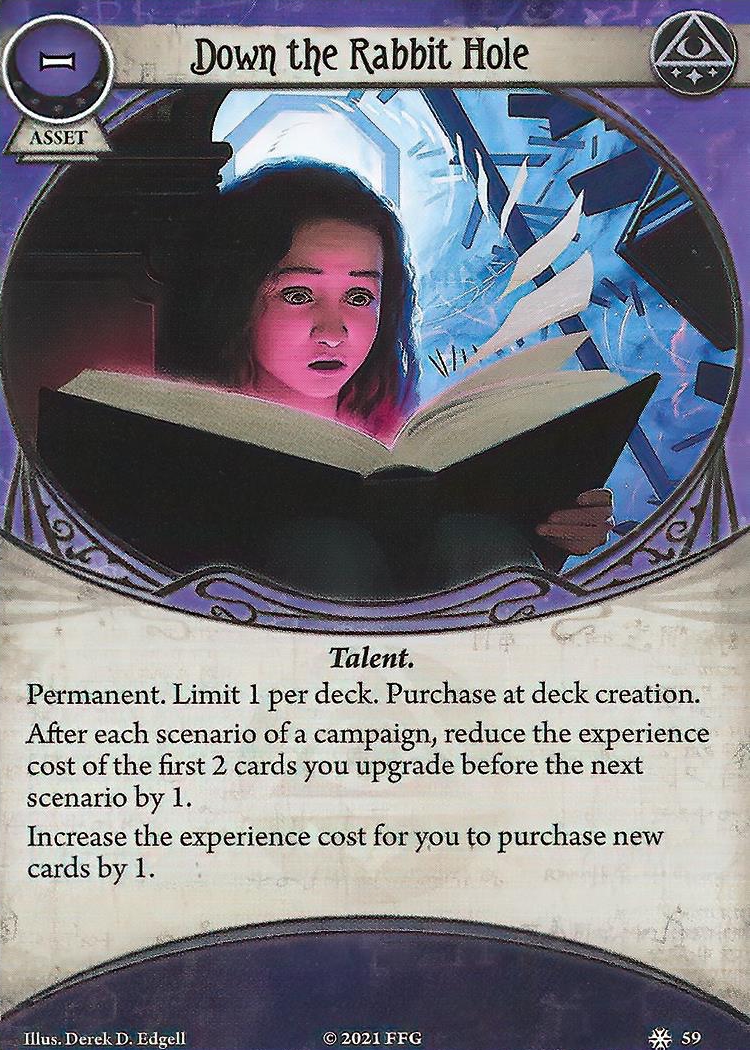 Down the Rabbit Hole
ASSET
Talent.
Permanent. Limit 1 per deck. Purchase at deck creation.
After each scenario of a campaign, reduce the experience
cost of the first 2 cards you upgrade before the next
scenario by 1.
Increase the experience cost for you to purchase new
cards by 1.
Illus. Derek D. Edgell
© 2021 FFG
59